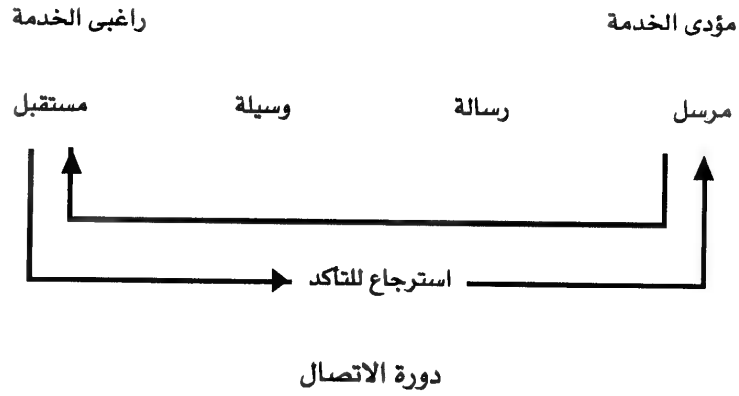 مؤدى الخدمة راغبى الخدمة
مرسل رسالة وسيلة مستقبل
استرجاع للتأكد
دورة الاتصال